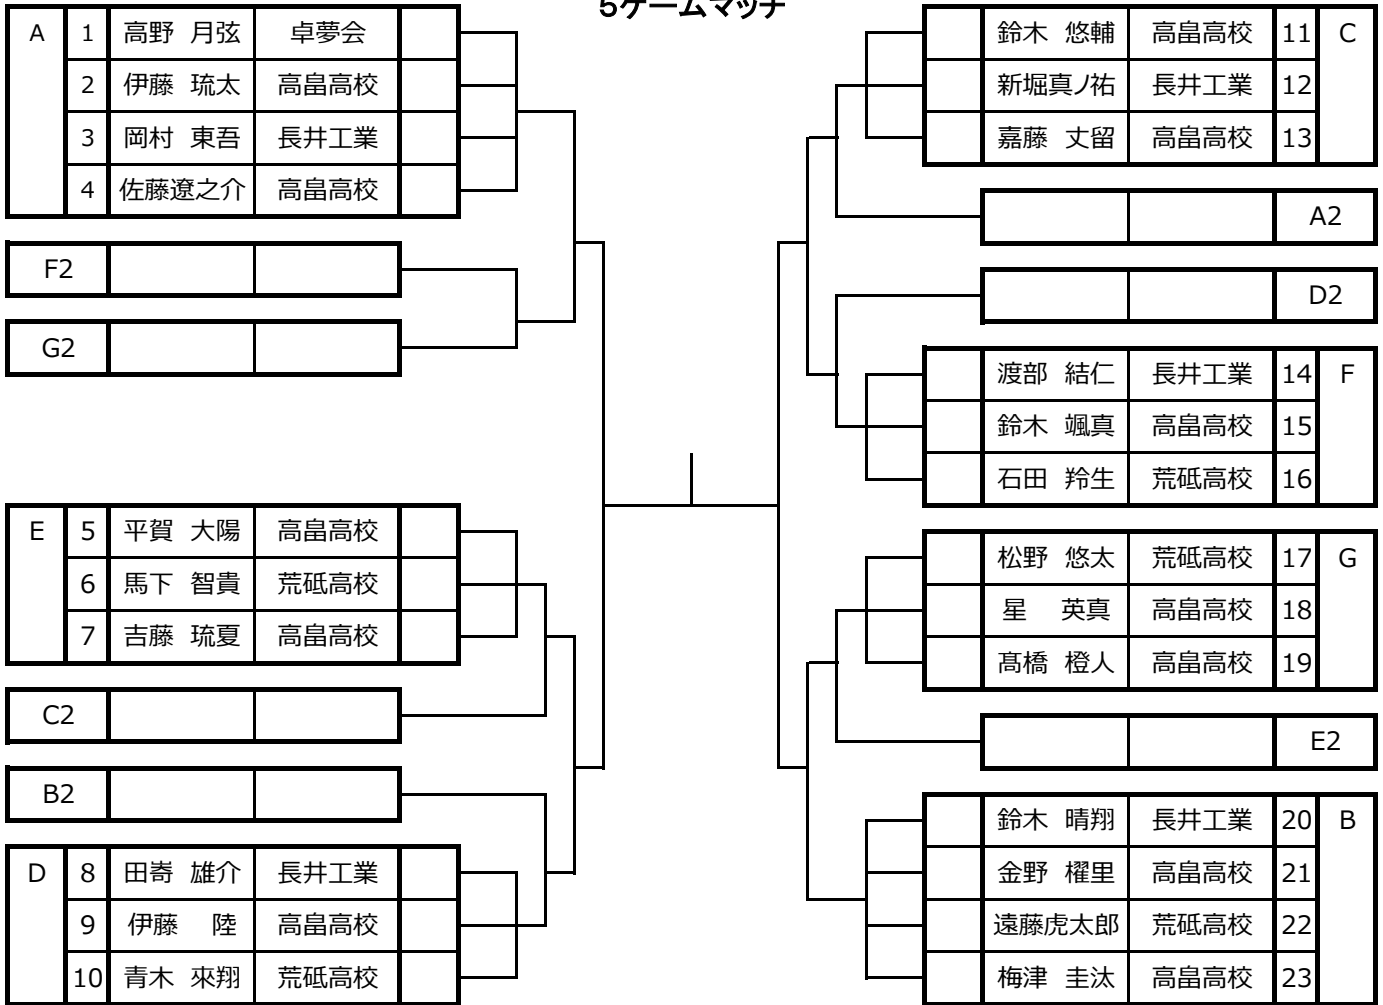 5ゲームマッチ
A 1 高野 月弦 卓夢会
2 伊藤 琉太 高畠高校
3 岡村 東吾 長井工業
4 佐藤遼之介 高畠高校
F2
G2
E 5 平賀 大陽 高畠高校
6 馬下 智貴 荒砥高校
7 吉藤 琉夏 高畠高校
C2
B2
D 8 田嵜 雄介 長井工業
9 伊藤 陸 高畠高校
10 青木 來翔 荒砥高校
鈴木 悠輔 高畠高校 11 C
新堀真ノ祐 長井工業 12
嘉藤 丈留 高畠高校 13
A2
D2
渡部 結仁 長井工業 14 F
鈴木 颯真 高畠高校 15
石田 羚生 荒砥高校 16
松野 悠太 荒砥高校 17 G
星 英真 高畠高校 18
髙橋 橙人 高畠高校 19
E2
鈴木 晴翔 長井工業 20 B
金野 櫂里 高畠高校 21
遠藤虎太郎 荒砥高校 22
梅津 圭汰 高畠高校 23